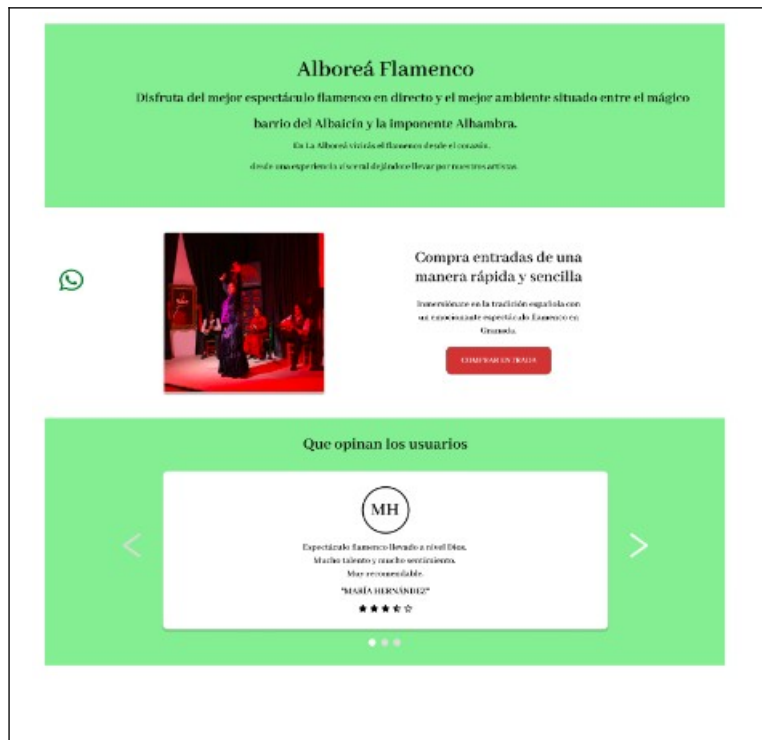 Alboreá Flamenco
Disfruta del mejor espectáculo flamenco en directo y el mejor ambiente situado entre el mágico
barrio del Albaicín y la imponente Alhambra.
En La Alboreá vivirás el flamenco desde el corazón,
desde una experiencia visceral dejándote llevar por nuestros artistas
Compra entradas de una
manera rápida y sencilla
Inmersiónate en la tradición española con
un emocionante espectáculo flamenco en
Granada.
COMPRAR ENTRADA
Que opinan los usuarios
MH
Espectáculo flamenco llevado a nivel Dios.
Mucho talento y mucho sentimiento.
Muy recomendable.
"MARÍA HERNÁNDEZ"